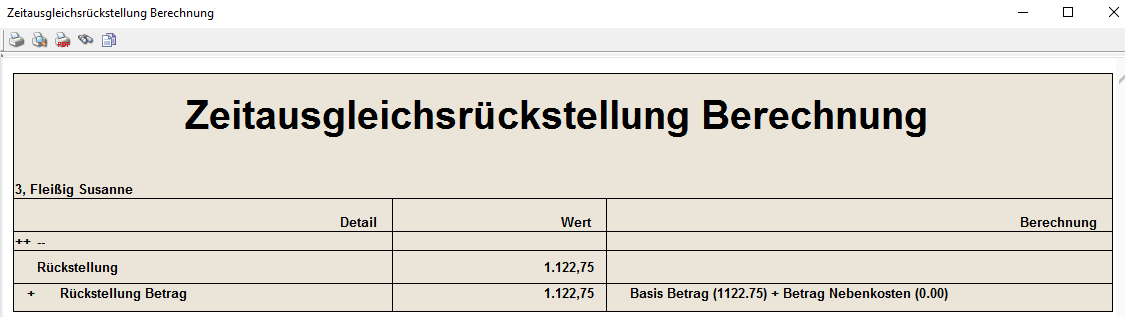 Zeitausgleichsrückstellung Berechnung
PDF
Zeitausgleichsrückstellung Berechnung
3, Fleißig Susanne
Detail Wert Berechnung
++ --
Rückstellung 1.122,75
+ Rückstellung Betrag 1.122,75 Basis Betrag (1122.75) + Betrag Nebenkosten (0.00)